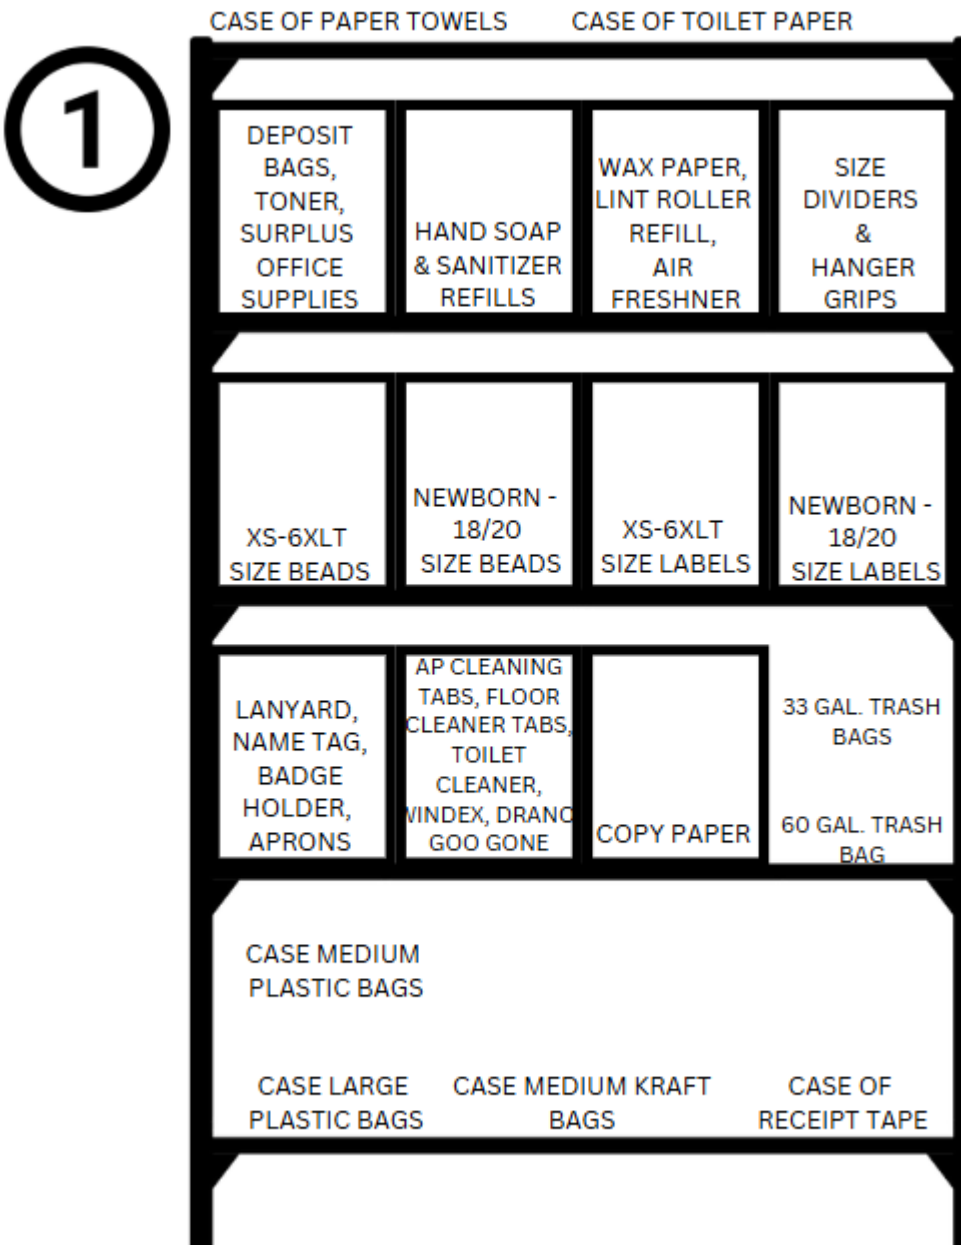 CASE OF PAPER TOWELS
CASE OF TOILET PAPER
1
DEPOSIT
BAGS,
TONER,
SURPLUS
OFFICE
SUPPLIES
HAND SOAP
& SANITIZER
REFILLS
WAX PAPER,
LINT ROLLER
REFILL,
AIR
FRESHNER
SIZE
DIVIDERS
&
HANGER
GRIPS
XS-6XLT
SIZE BEADS
NEWBORN -
18/20
SIZE BEADS
XS-6XLT
SIZE LABELS
NEWBORN -
18/20
SIZE LABELS
LANYARD,
NAME TAG,
BADGE
HOLDER,
APRONS
AP CLEANING
TABS, FLOOR
CLEANER TABS,
TOILET
CLEANER,
WINDEX, DRANO
GOO GONE
COPY PAPER
33 GAL. TRASH
BAGS
60 GAL. TRASH
BAG
CASE MEDIUM
PLASTIC BAGS
CASE LARGE
PLASTIC BAGS
CASE MEDIUM KRAFT
BAGS
CASE OF
RECEIPT TAPE